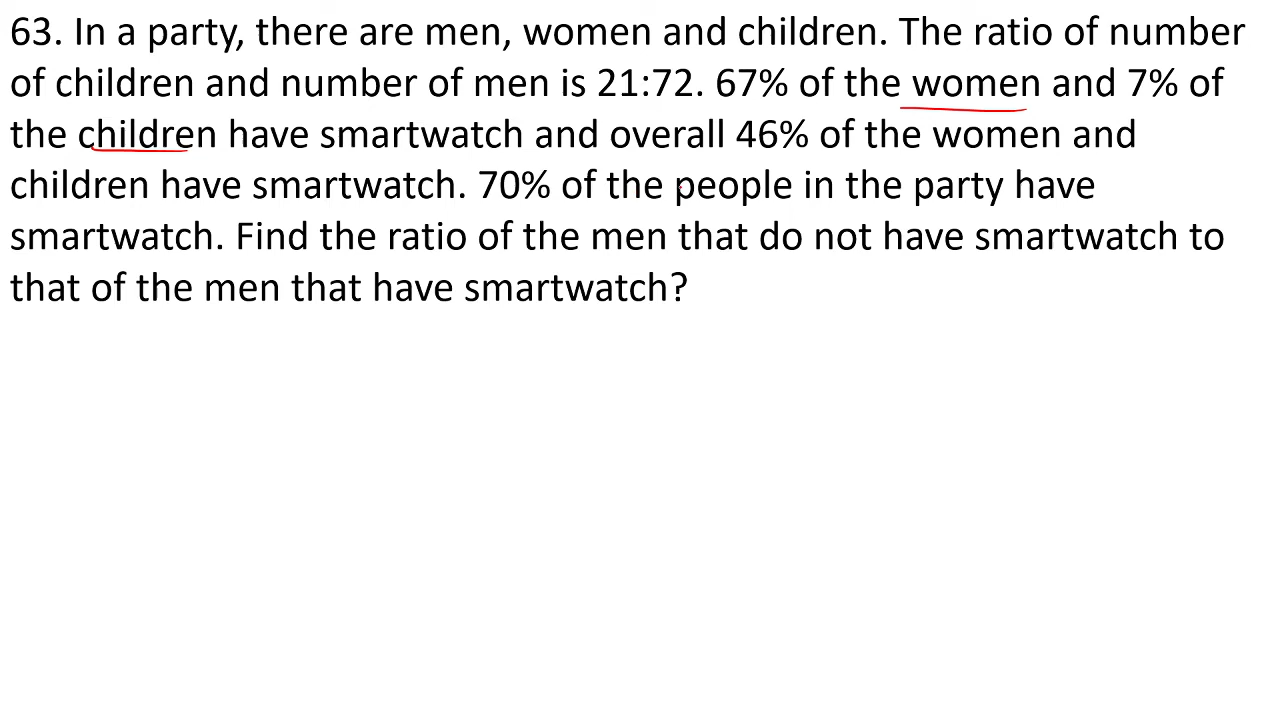 63. In a party, there are men, women and children. The ratio of number
of children and number of men is 21:72. 67% of the women and 7% of
the children have smartwatch and overall 46% of the women and
children have smartwatch. 70% of the people in the party have
smartwatch. Find the ratio of the men that do not have smartwatch to
that of the men that have smartwatch?